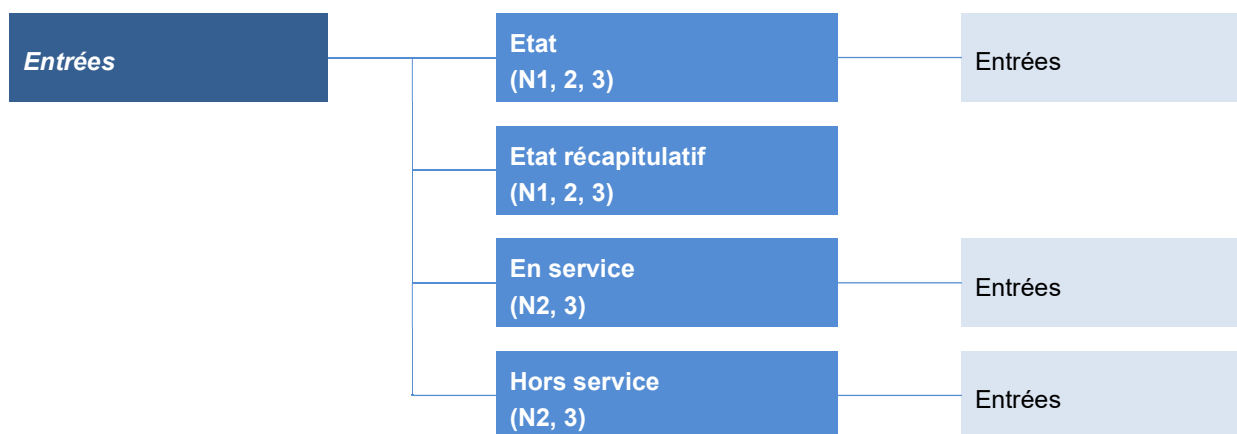 Entrées
Etat
(N1, 2, 3)
Entrées
Etat récapitulatif
(N1, 2, 3)
En service
(N2, 3)
Entrées
Hors service
(N2, 3)
Entrées